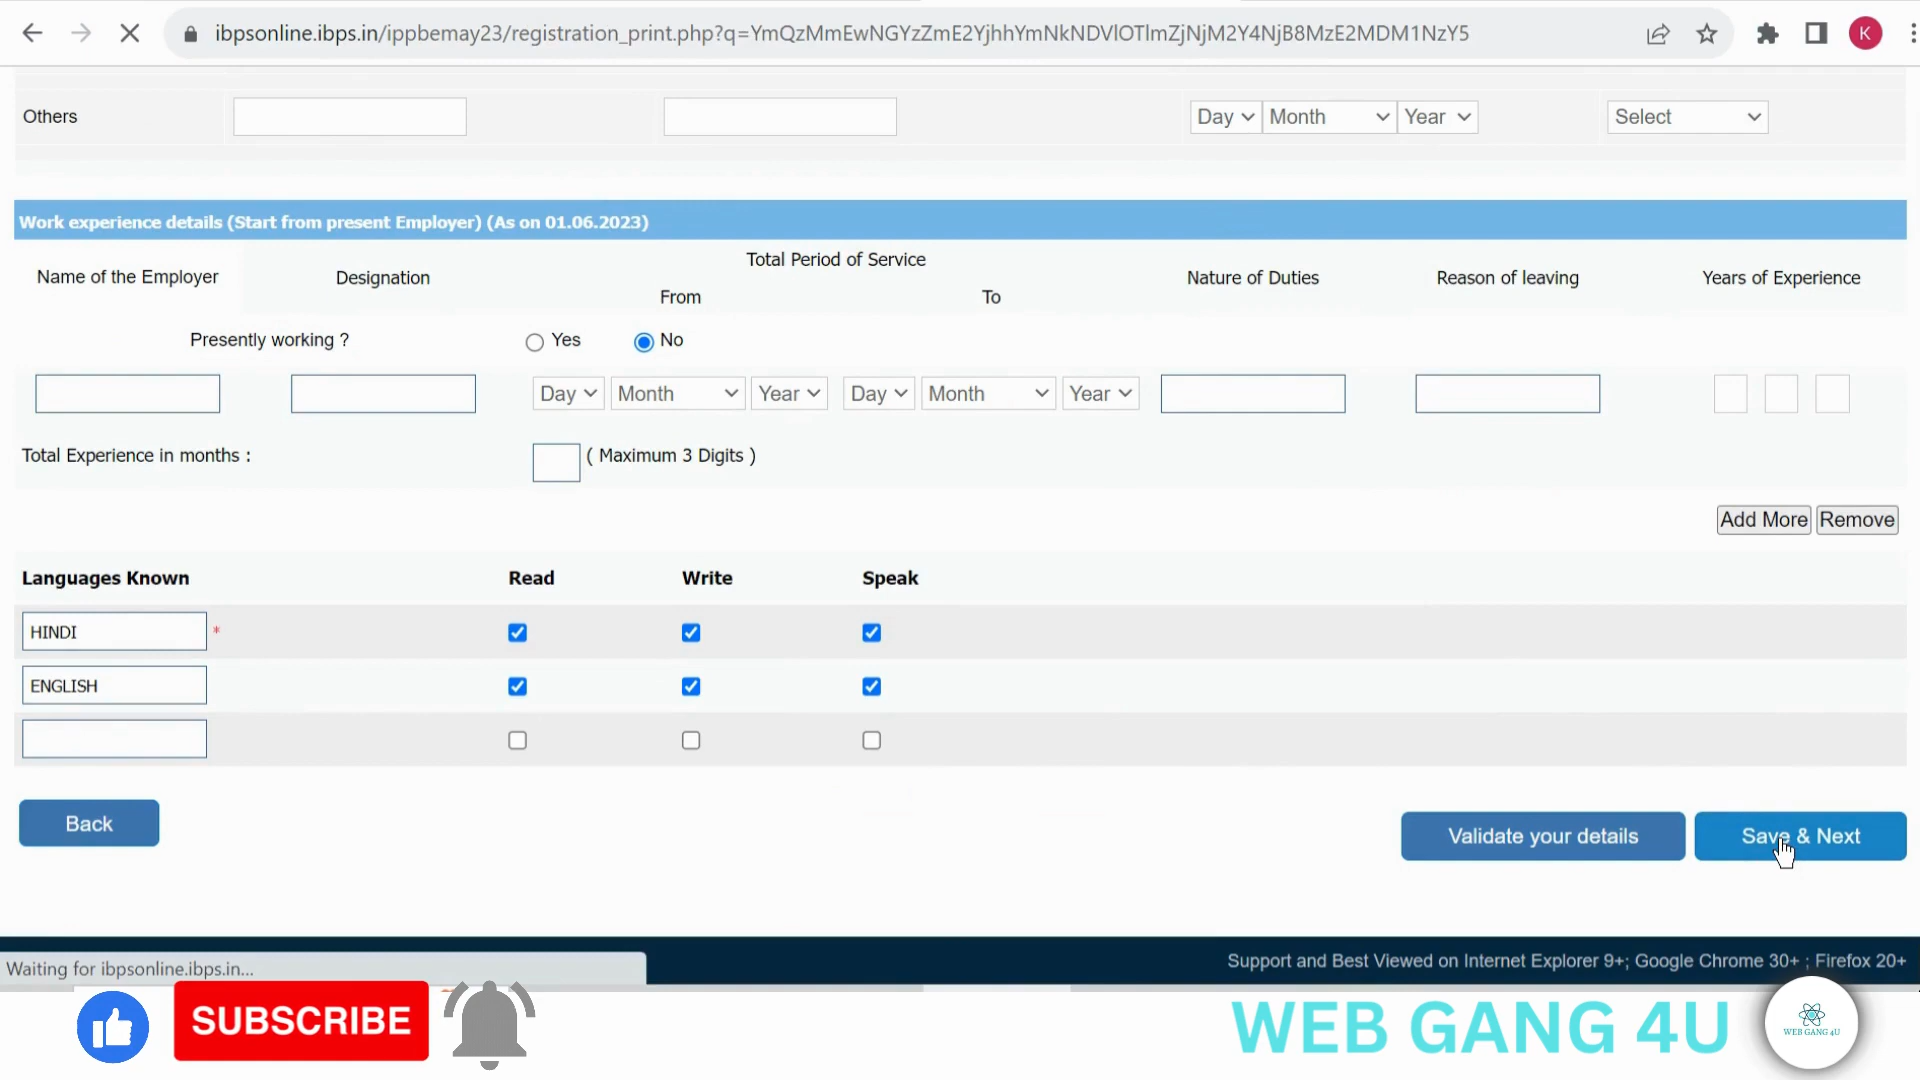 ibpsonline.ibps.in/ippbemay23/registration_print.php?q=YmQzMmEwNGYzZmE2YjhhYmNkNDVlOTlmZjNjM2Y4NjB8MzE2MDM1NzY5
K
Others
Day Month Year Select
Work experience details (Start from present Employer) (As on 01.06.2023)
Name of the Employer Designation Total Period of Service Nature of Duties Reason of leaving Years of Experience
From To
Presently working ? Yes No
Day Month Year Day Month Year
Total Experience in months : ( Maximum 3 Digits )
Add More Remove
Languages Known Read Write Speak
HINDI *
ENGLISH
Back Validate your details Save & Next
Support and Best Viewed on Internet Explorer 9+; Google Chrome 30+ ; Firefox 20+
Waiting for ibpsonline.ibps.in...
SUBSCRIBE WEB GANG 4U WEB GANG 4U